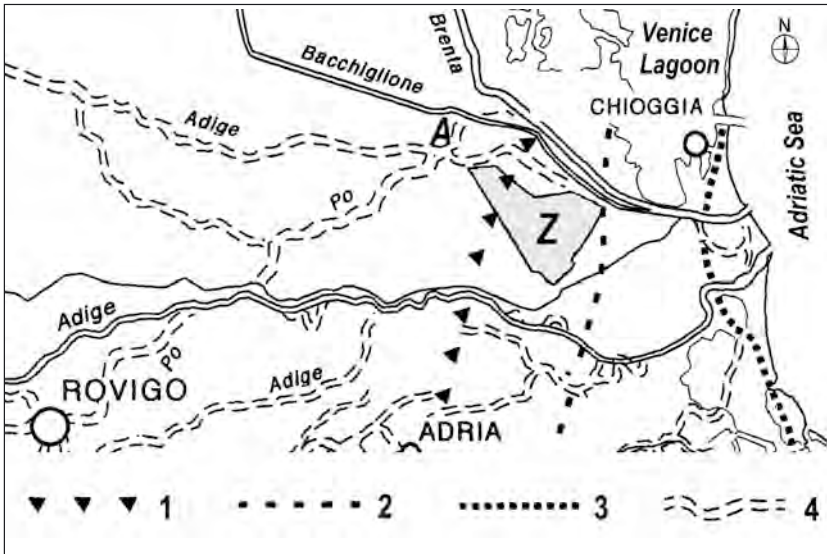 Venice
Lagoon
N
Brenta
Bacchiglione
CHIOGGIA
Adige
A
Po
Z
Adriatic Sea
Adige
Po
ROVIGO
Adige
ADRIA
1
2
3
4